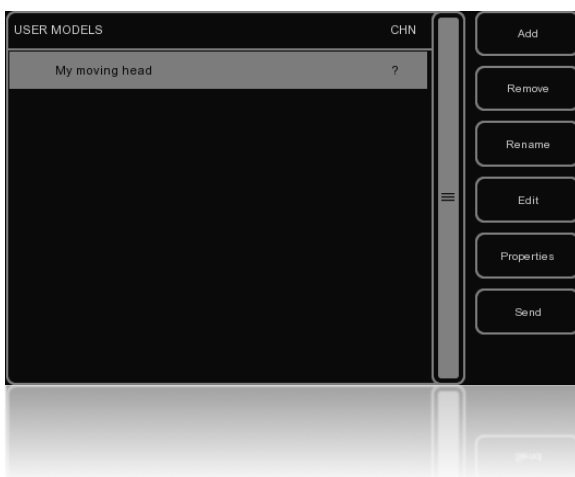 USER MODELS CHN
My moving head ?
Add
Remove
Rename
Edit
Properties
Send